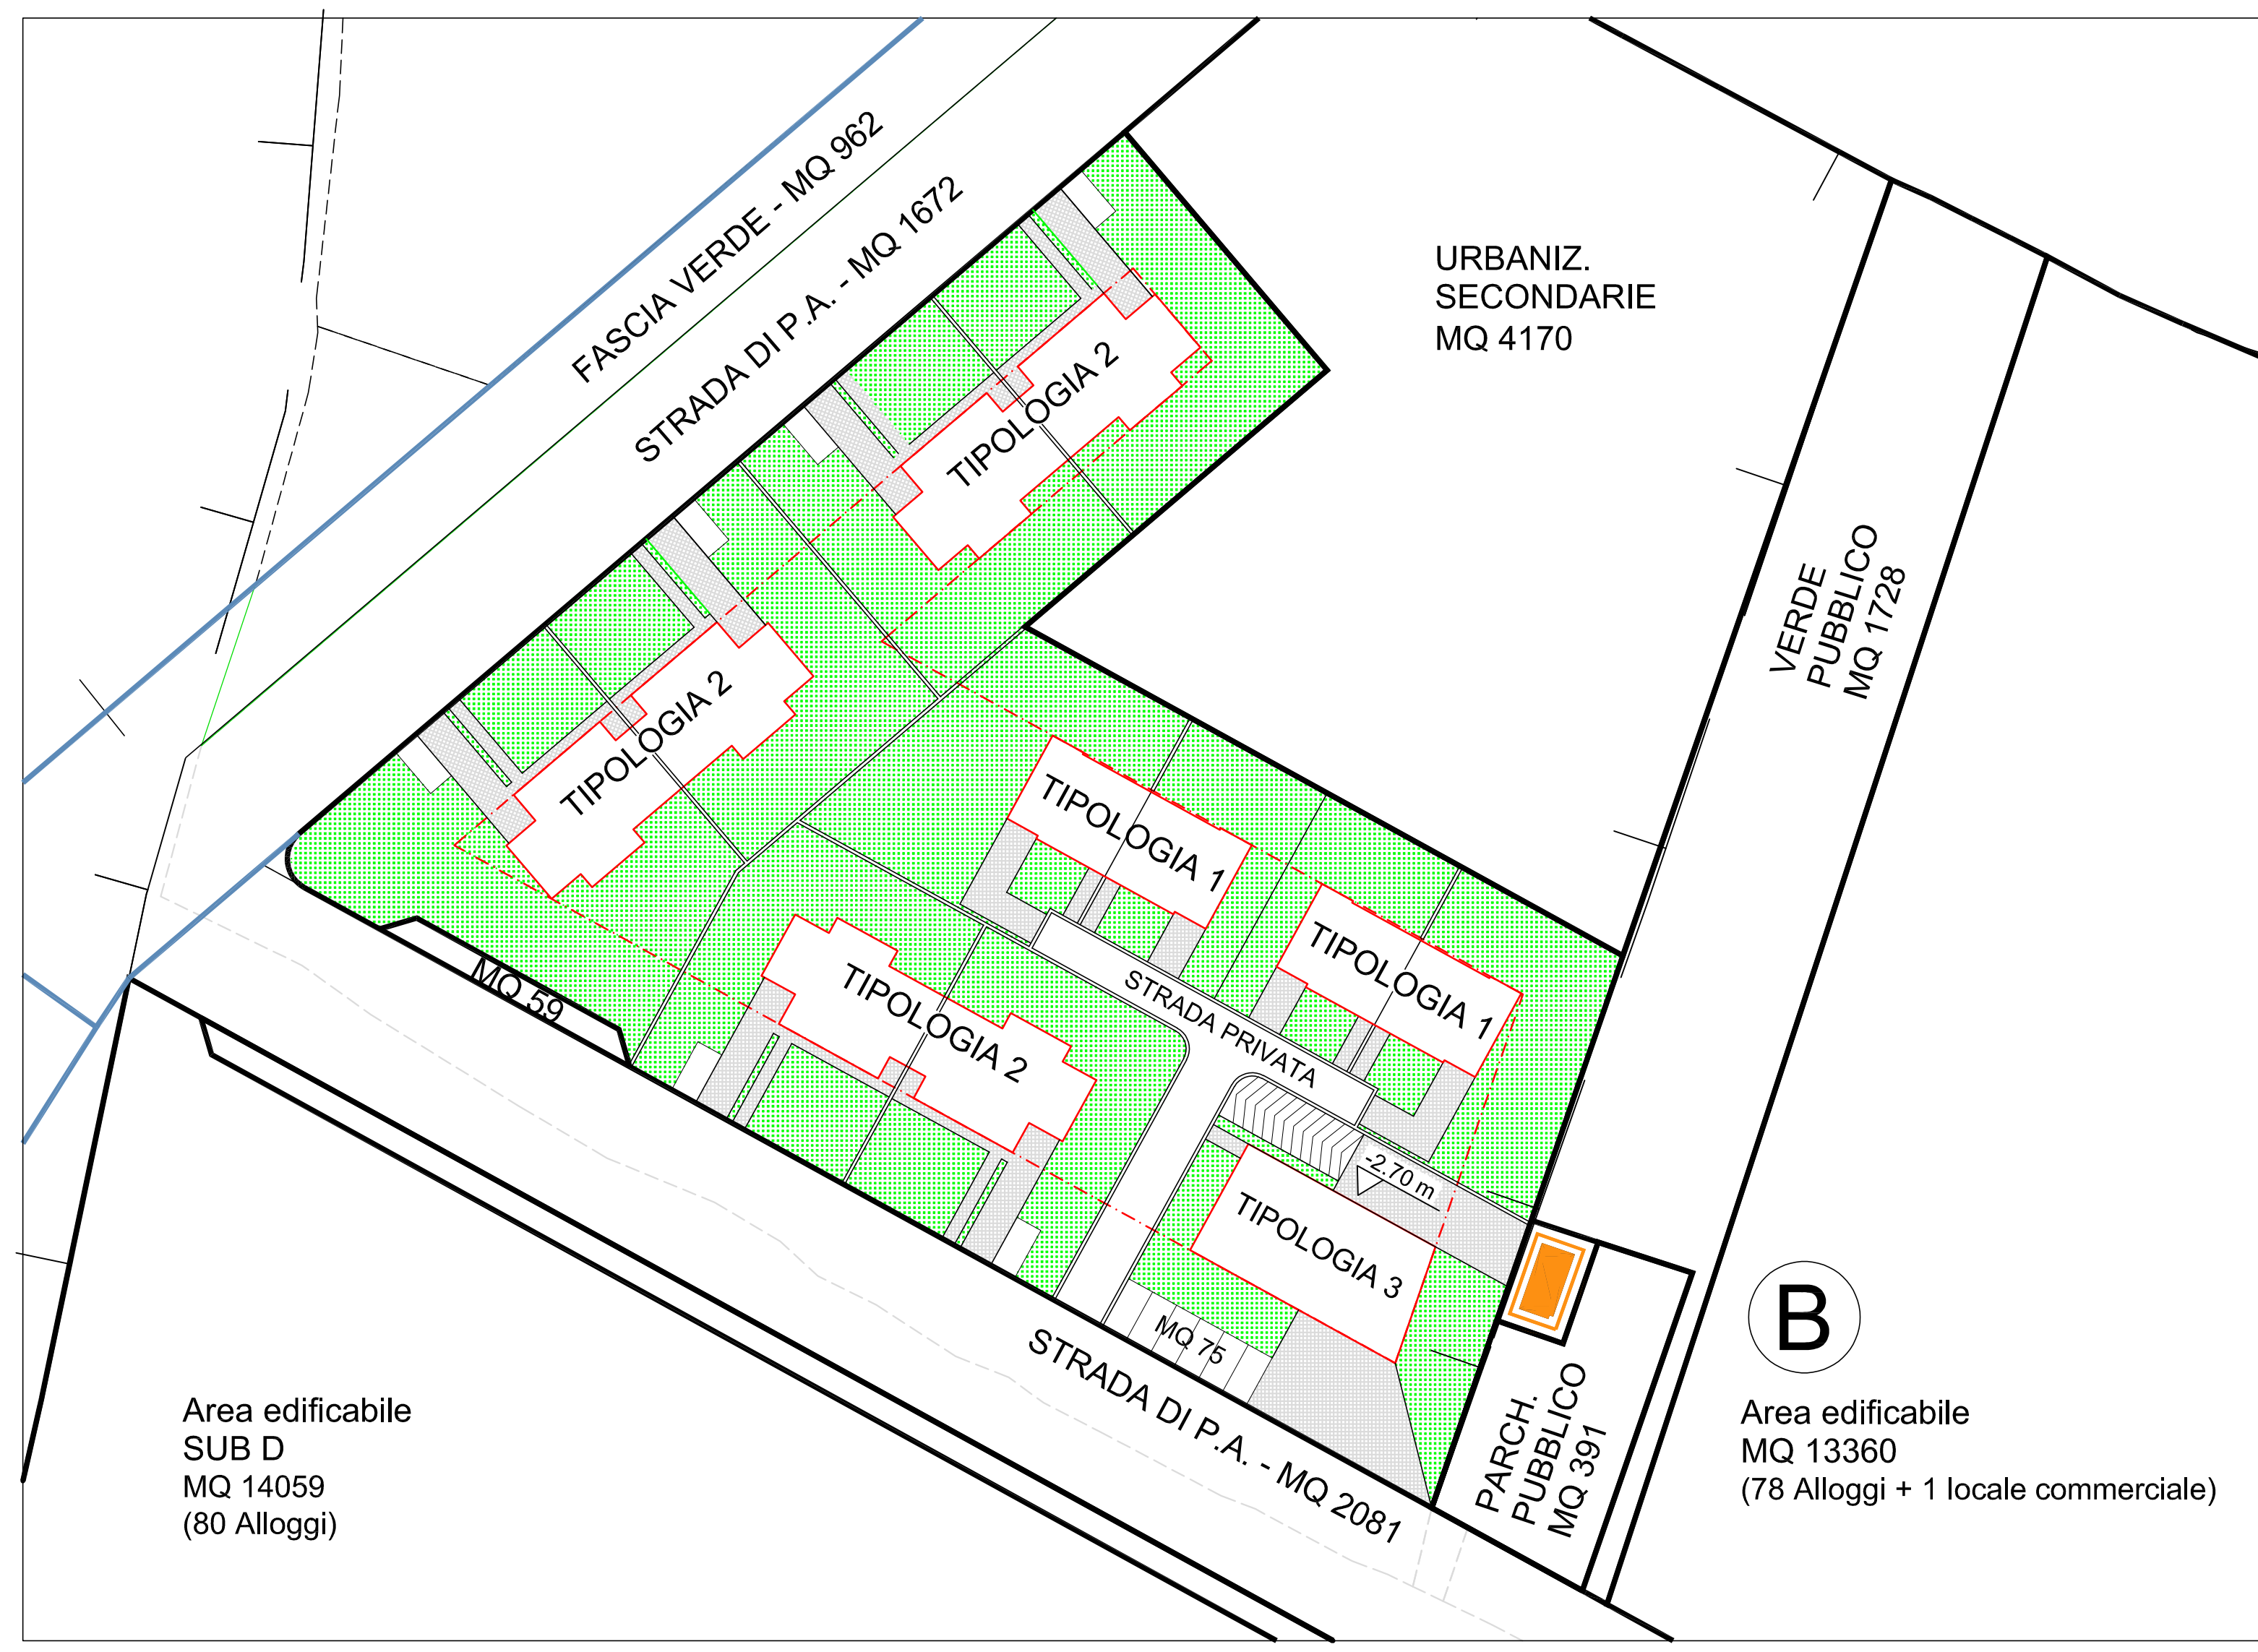 FASCIA VERDE - MQ 962
STRADA DI P.A. - MQ 1672
URBANIZ.
SECONDARIE
MQ 4170
TIPOLOGIA 2
VERDE
PUBBLICO
MQ 1728
TIPOLOGIA 2
TIPOLOGIA 1
TIPOLOGIA 1
MQ 59
TIPOLOGIA 2
STRADA PRIVATA
-2.70 m
TIPOLOGIA 3
MQ 75
STRADA DI P.A. - MQ 2081
PARCH.
PUBBLICO
MQ 391
B
Area edificabile
MQ 13360
(78 Alloggi + 1 locale commerciale)
Area edificabile
SUB D
MQ 14059
(80 Alloggi)